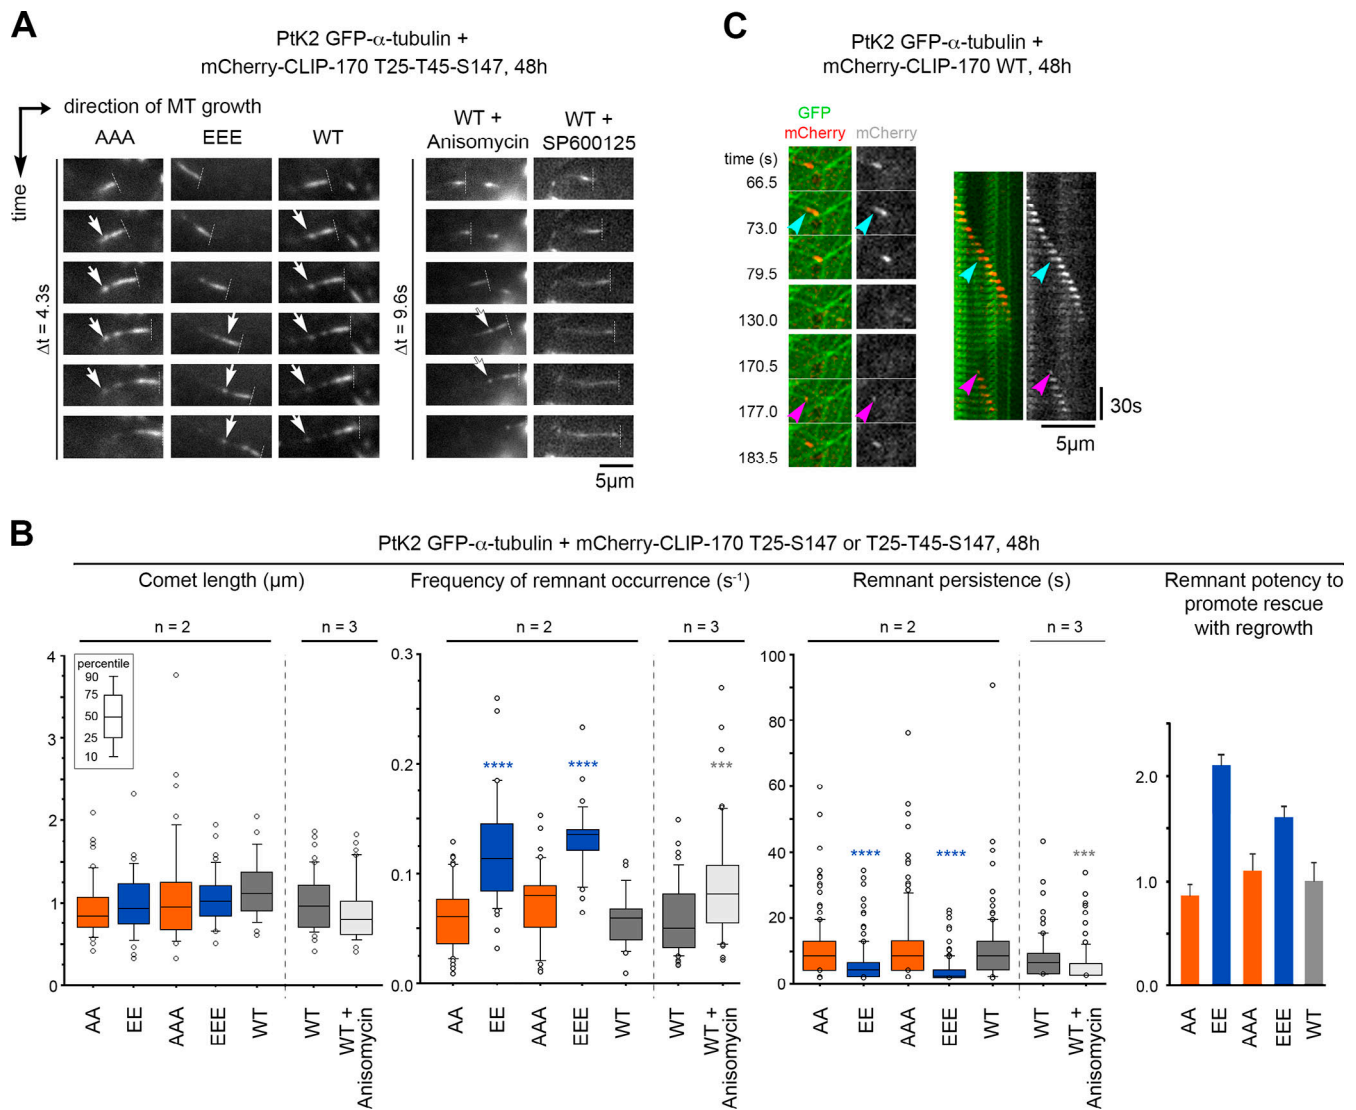 A
PtK2 GFP-α-tubulin +
mCherry-CLIP-170 T25-T45-S147, 48h
direction of MT growth
time
AAA
EEE
WT
WT +
Anisomycin
WT +
SP600125
Δt = 4.3s
Δt = 9.6s
5μm
C
PtK2 GFP-α-tubulin +
mCherry-CLIP-170 WT, 48h
GFP
mCherry
mCherry
time (s)
66.5
73.0
79.5
130.0
170.5
177.0
183.5
30s
5μm
B
PtK2 GFP-α-tubulin + mCherry-CLIP-170 T25-S147 or T25-T45-S147, 48h
Comet length (μm)
n = 2
n = 3
4
3
2
1
0
percentile
90
75
50
25
10
AA
EE
AAA
EEE
WT
WT
WT +
Anisomycin
Frequency of remnant occurrence (s-1)
n = 2
n = 3
0.3
0.2
0.1
0.0
****
****
***
AA
EE
AAA
EEE
WT
WT
WT +
Anisomycin
Remnant persistence (s)
n = 2
n = 3
100
80
60
40
20
0
****
****
***
AA
EE
AAA
EEE
WT
WT
WT +
Anisomycin
Remnant potency to
promote rescue
with regrowth
2.0
1.0
0.0
AA
EE
AAA
EEE
WT